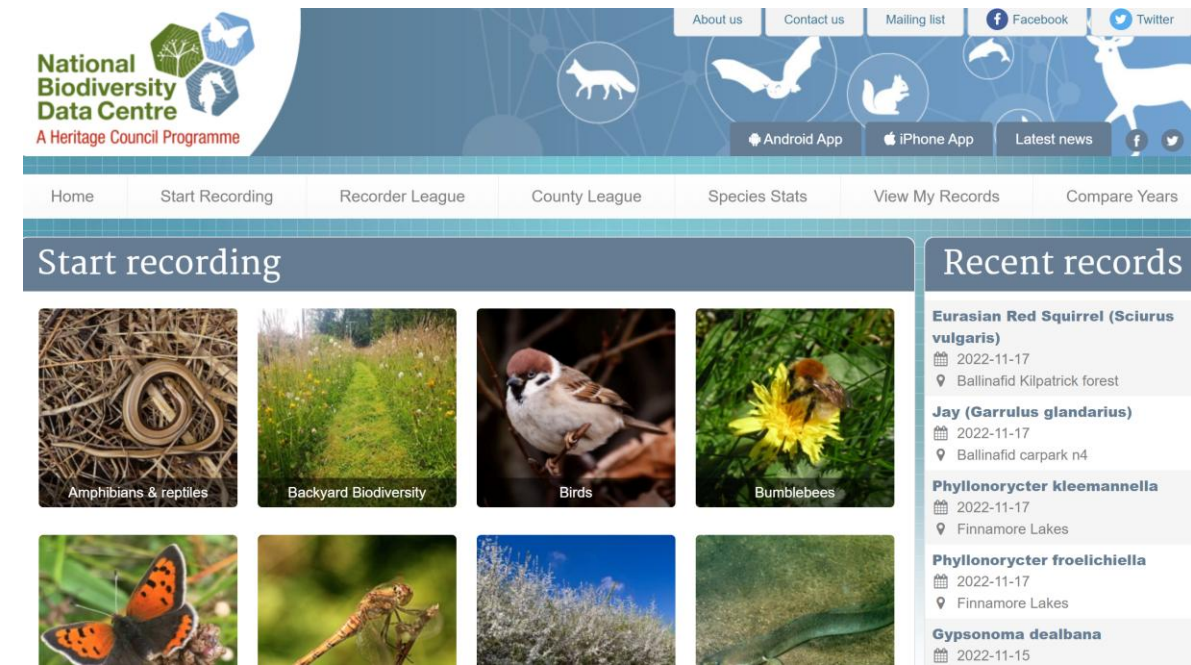 About us
Contact us
Mailing list
Facebook
Twitter
National
Biodiversity
Data Centre
A Heritage Council Programme
Android App
iPhone App
Latest news
Home
Start Recording
Recorder League
County League
Species Stats
View My Records
Compare Years
Start recording
Amphibians & reptiles
Backyard Biodiversity
Birds
Bumblebees
Recent records
Eurasian Red Squirrel (Sciurus
vulgaris)
2022-11-17
Ballinafid Kilpatrick forest
Jay (Garrulus glandarius)
2022-11-17
Ballinafid carpark n4
Phyllonorycter kleemannella
2022-11-17
Finnamore Lakes
Phyllonorycter froelichiella
2022-11-17
Finnamore Lakes
Gypsonoma dealbana
2022-11-15